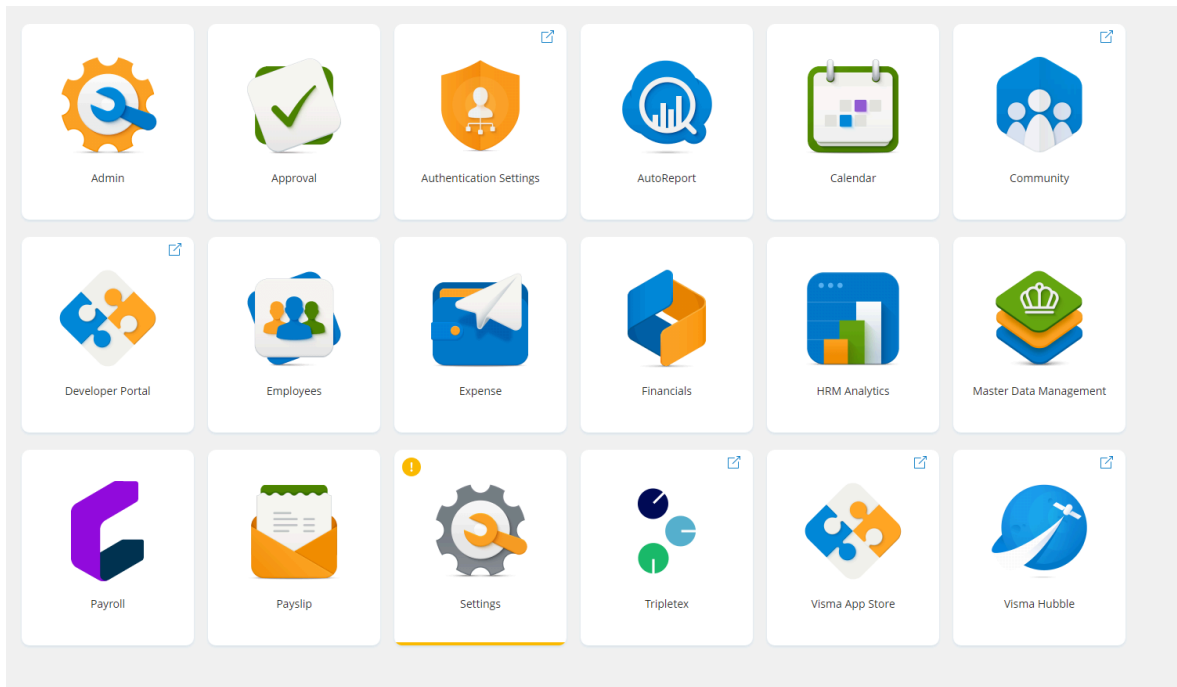 Admin
Approval
Authentication Settings
AutoReport
Calendar
Community
Developer Portal
Employees
Expense
Financials
HRM Analytics
Master Data Management
Payroll
Payslip
Settings
Tripletex
Visma App Store
Visma Hubble